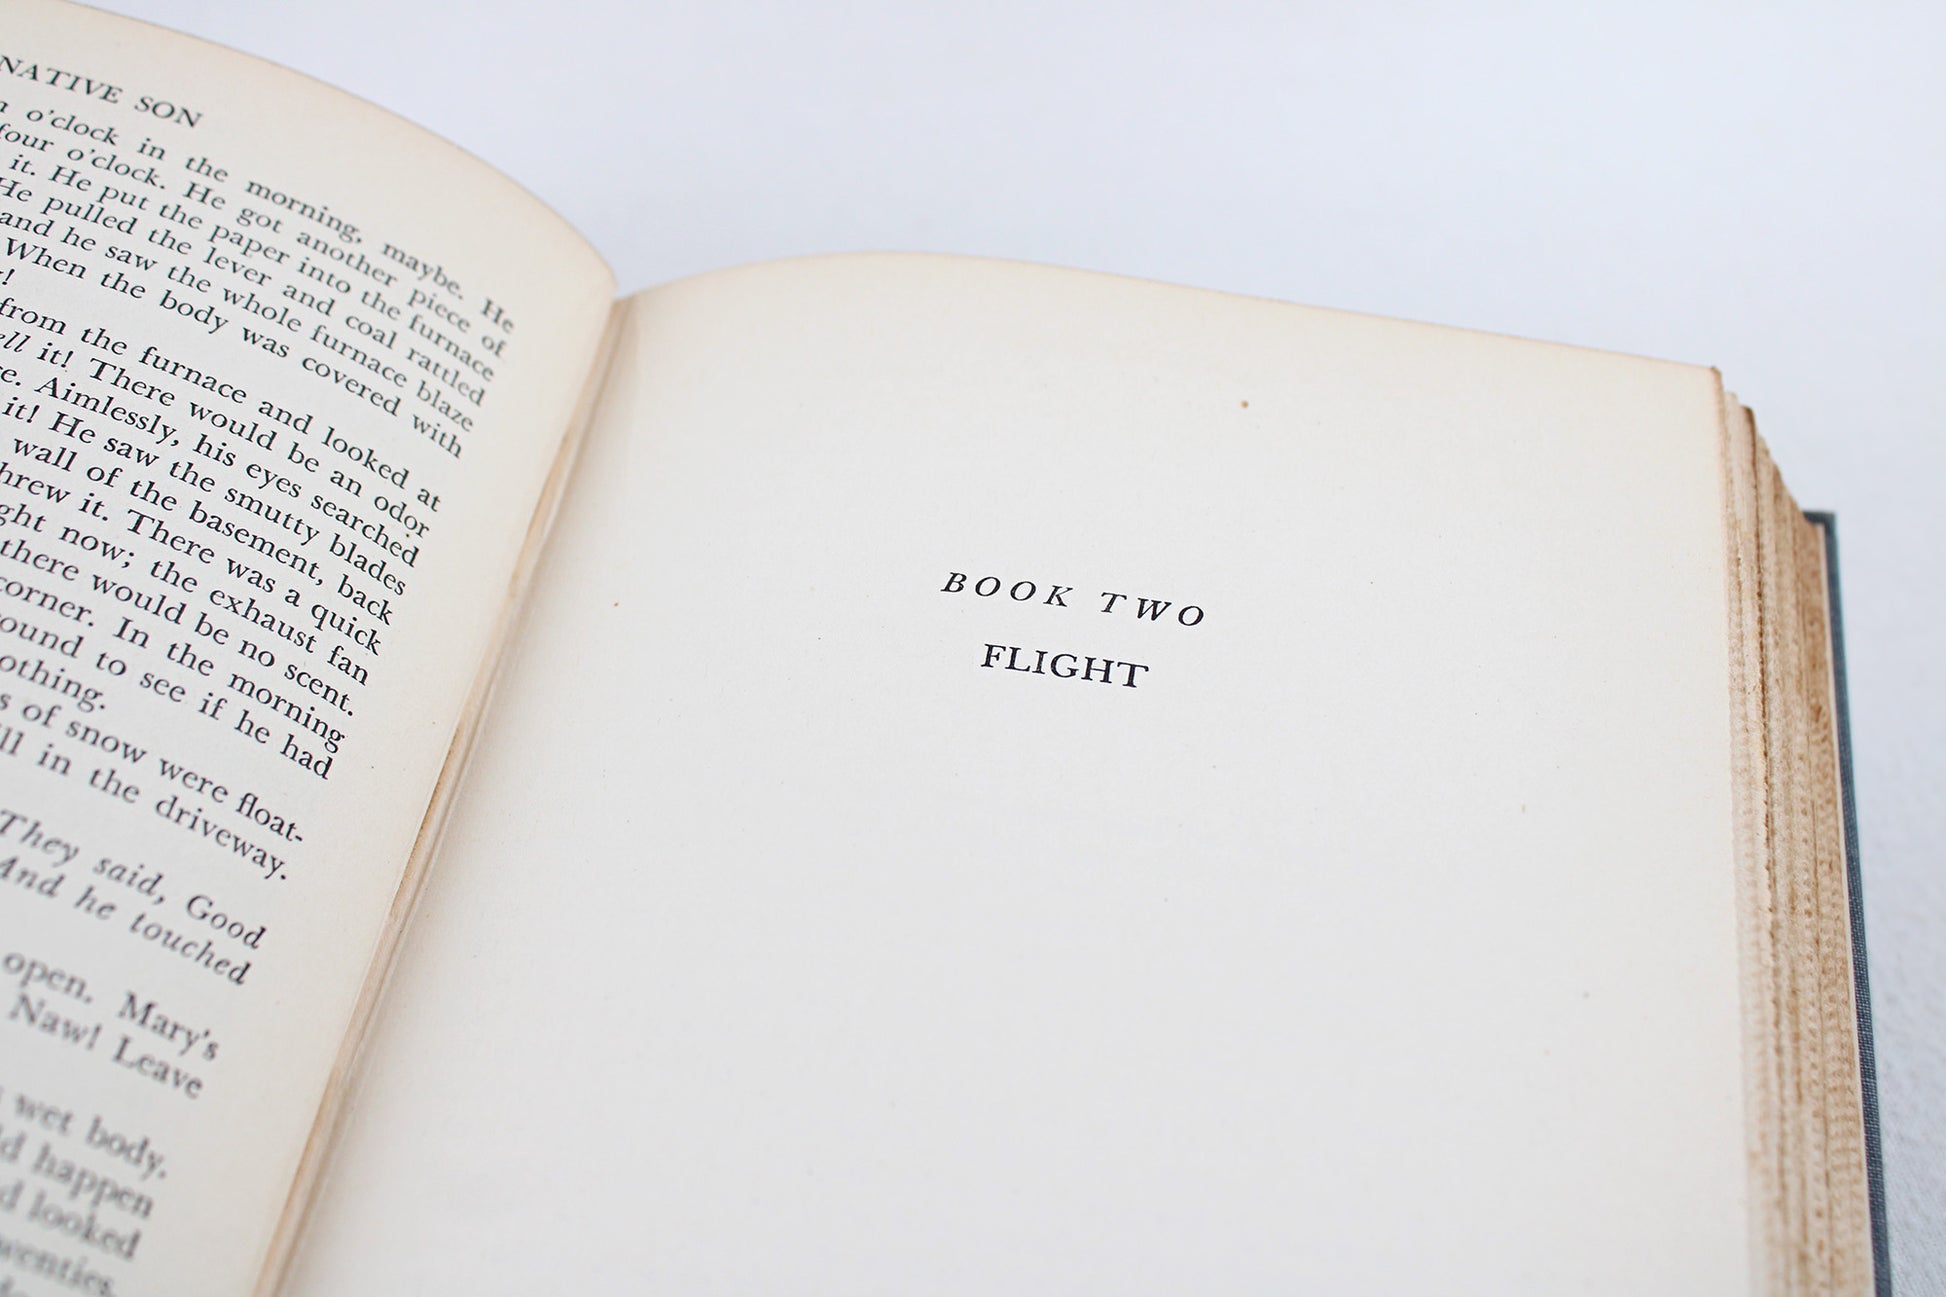 NATIVE SON
o'clock in the morning, maybe. He
four o'clock. He got another piece of
it. He put the paper into the furnace
He pulled the lever and coal rattled
and he saw the whole furnace blaze
When the body was covered with
from the furnace and looked at
it! There would be an odor
Aimlessly, his eyes searched
it! He saw the smutty blades
wall of the basement, back
it. There was a quick
now; the exhaust fan
there would be no scent.
corner. In the morning
to see if he had
of snow were float-
in the driveway.
They said, Good
And he touched
open. Mary's
Naw! Leave
wet body.
happen
looked
BOOK TWO
FLIGHT